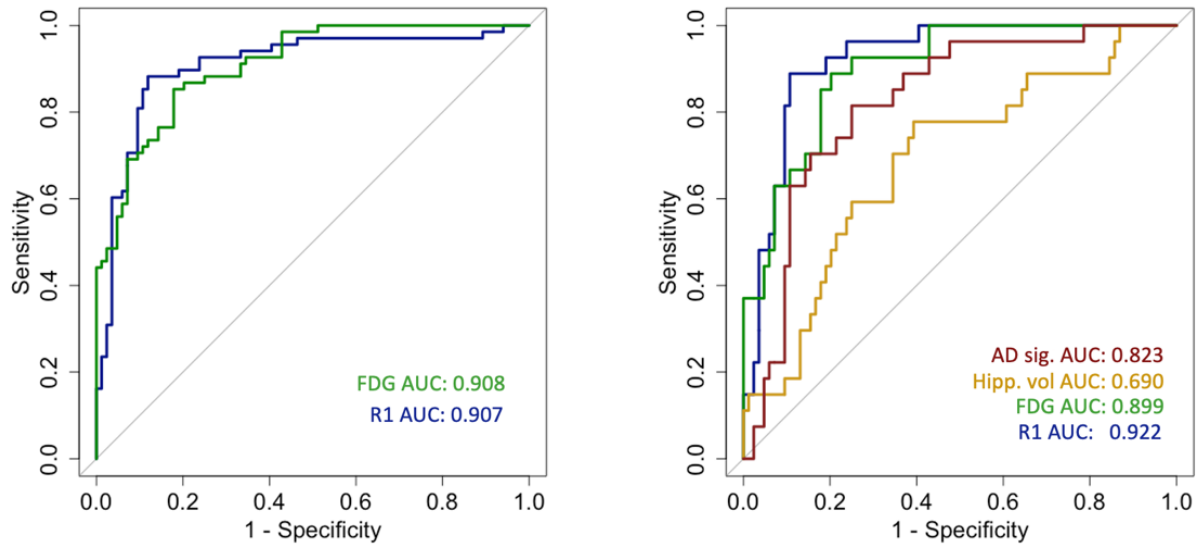 1.0
0.8
0.6
0.4
0.2
0.0
Sensitivity
FDG AUC: 0.908
R1 AUC: 0.907
0.0 0.2 0.4 0.6 0.8 1.0
1 - Specificity
1.0
0.8
0.6
0.4
0.2
0.0
Sensitivity
AD sig. AUC: 0.823
Hipp. vol AUC: 0.690
FDG AUC: 0.899
R1 AUC: 0.922
0.0 0.2 0.4 0.6 0.8 1.0
1 - Specificity